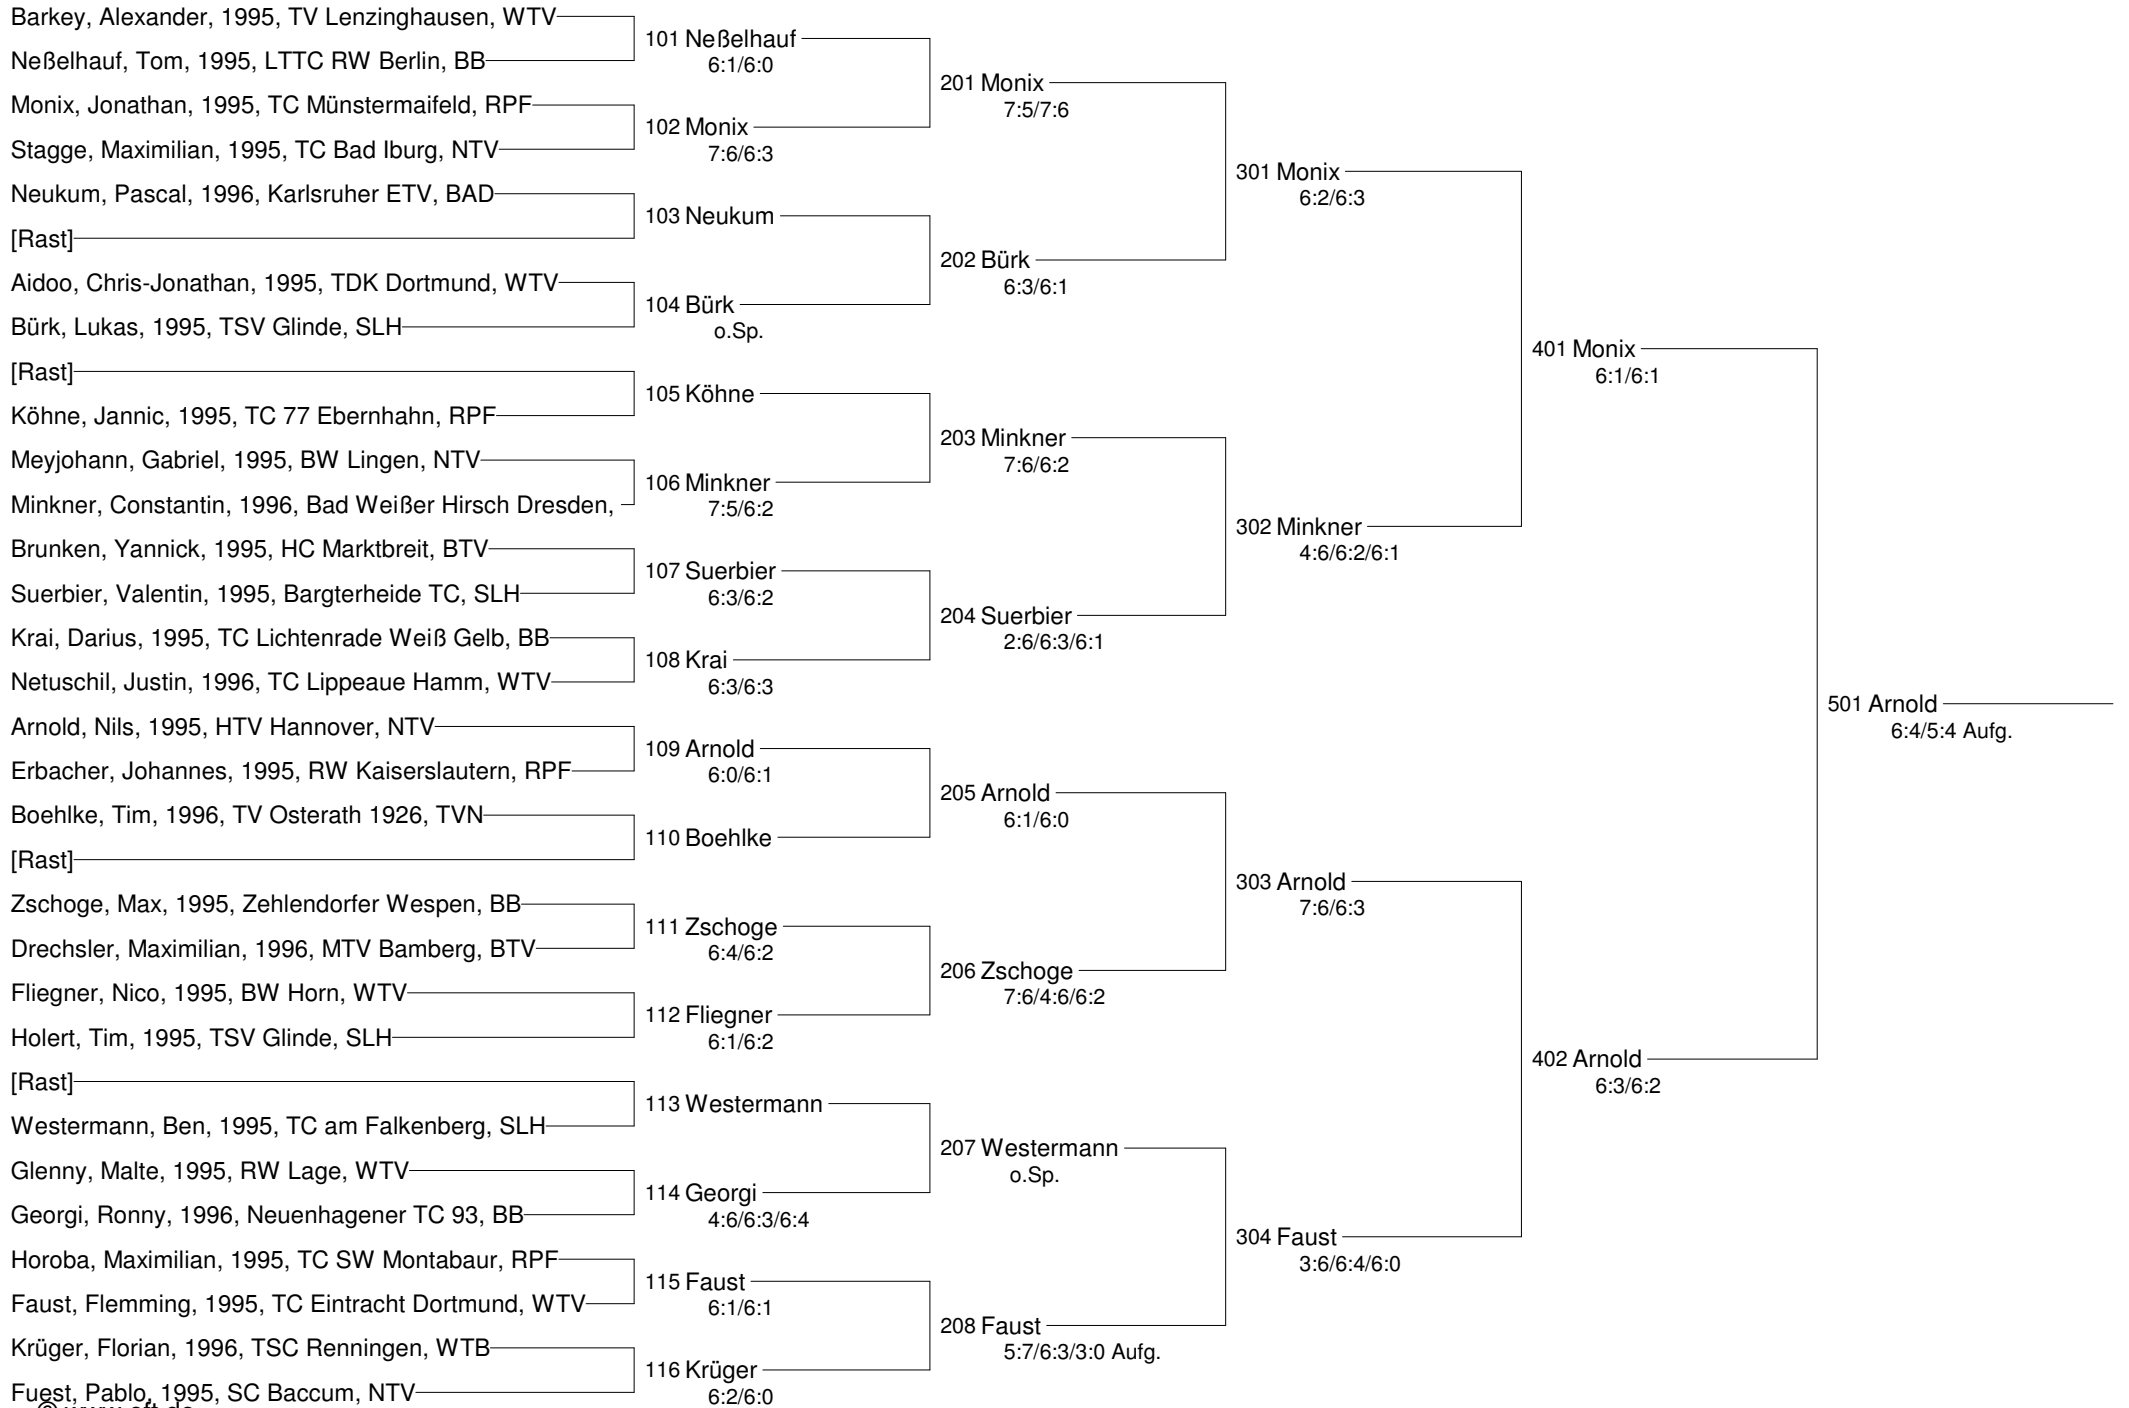 Barkey, Alexander, 1995, TV Lenzinghausen, WTV
Neßelhauf, Tom, 1995, LTTC RW Berlin, BB
Monix, Jonathan, 1995, TC Münstermaifeld, RPF
Stagge, Maximilian, 1995, TC Bad Iburg, NTV
Neukum, Pascal, 1996, Karlsruher ETV, BAD
[Rast]
Aidoo, Chris-Jonathan, 1995, TDK Dortmund, WTV
Bürk, Lukas, 1995, TSV Glinde, SLH
[Rast]
Köhne, Jannic, 1995, TC 77 Ebernhahn, RPF
Meyjohann, Gabriel, 1995, BW Lingen, NTV
Minkner, Constantin, 1996, Bad Weißer Hirsch Dresden,
Brunken, Yannick, 1995, HC Marktbreit, BTV
Suerbier, Valentin, 1995, Bargterheide TC, SLH
Krai, Darius, 1995, TC Lichtenrade Weiß Gelb, BB
Netuschil, Justin, 1996, TC Lippeaue Hamm, WTV
Arnold, Nils, 1995, HTV Hannover, NTV
Erbacher, Johannes, 1995, RW Kaiserslautern, RPF
Boehlke, Tim, 1996, TV Osterath 1926, TVN
[Rast]
Zschoge, Max, 1995, Zehlendorfer Wespen, BB
Drechsler, Maximilian, 1996, MTV Bamberg, BTV
Fliegner, Nico, 1995, BW Horn, WTV
Holert, Tim, 1995, TSV Glinde, SLH
[Rast]
Westermann, Ben, 1995, TC am Falkenberg, SLH
Glenny, Malte, 1995, RW Lage, WTV
Georgi, Ronny, 1996, Neuenhagener TC 93, BB
Horoba, Maximilian, 1995, TC SW Montabaur, RPF
Faust, Flemming, 1995, TC Eintracht Dortmund, WTV
Krüger, Florian, 1996, TSC Renningen, WTB
Fuest, Pablo, 1995, SC Baccum, NTV
101 Neßelhauf
6:1/6:0
102 Monix
7:6/6:3
103 Neukum
104 Bürk
o.Sp.
105 Köhne
106 Minkner
7:5/6:2
107 Suerbier
6:3/6:2
108 Krai
6:3/6:3
109 Arnold
6:0/6:1
110 Boehlke
111 Zschoge
6:4/6:2
112 Fliegner
6:1/6:2
113 Westermann
114 Georgi
4:6/6:3/6:4
115 Faust
6:1/6:1
116 Krüger
6:2/6:0
201 Monix
7:5/7:6
202 Bürk
6:3/6:1
203 Minkner
7:6/6:2
204 Suerbier
2:6/6:3/6:1
205 Arnold
6:1/6:0
206 Zschoge
7:6/4:6/6:2
207 Westermann
o.Sp.
208 Faust
5:7/6:3/3:0 Aufg.
301 Monix
6:2/6:3
302 Minkner
4:6/6:2/6:1
303 Arnold
7:6/6:3
304 Faust
3:6/6:4/6:0
401 Monix
6:1/6:1
402 Arnold
6:3/6:2
501 Arnold
6:4/5:4 Aufg.